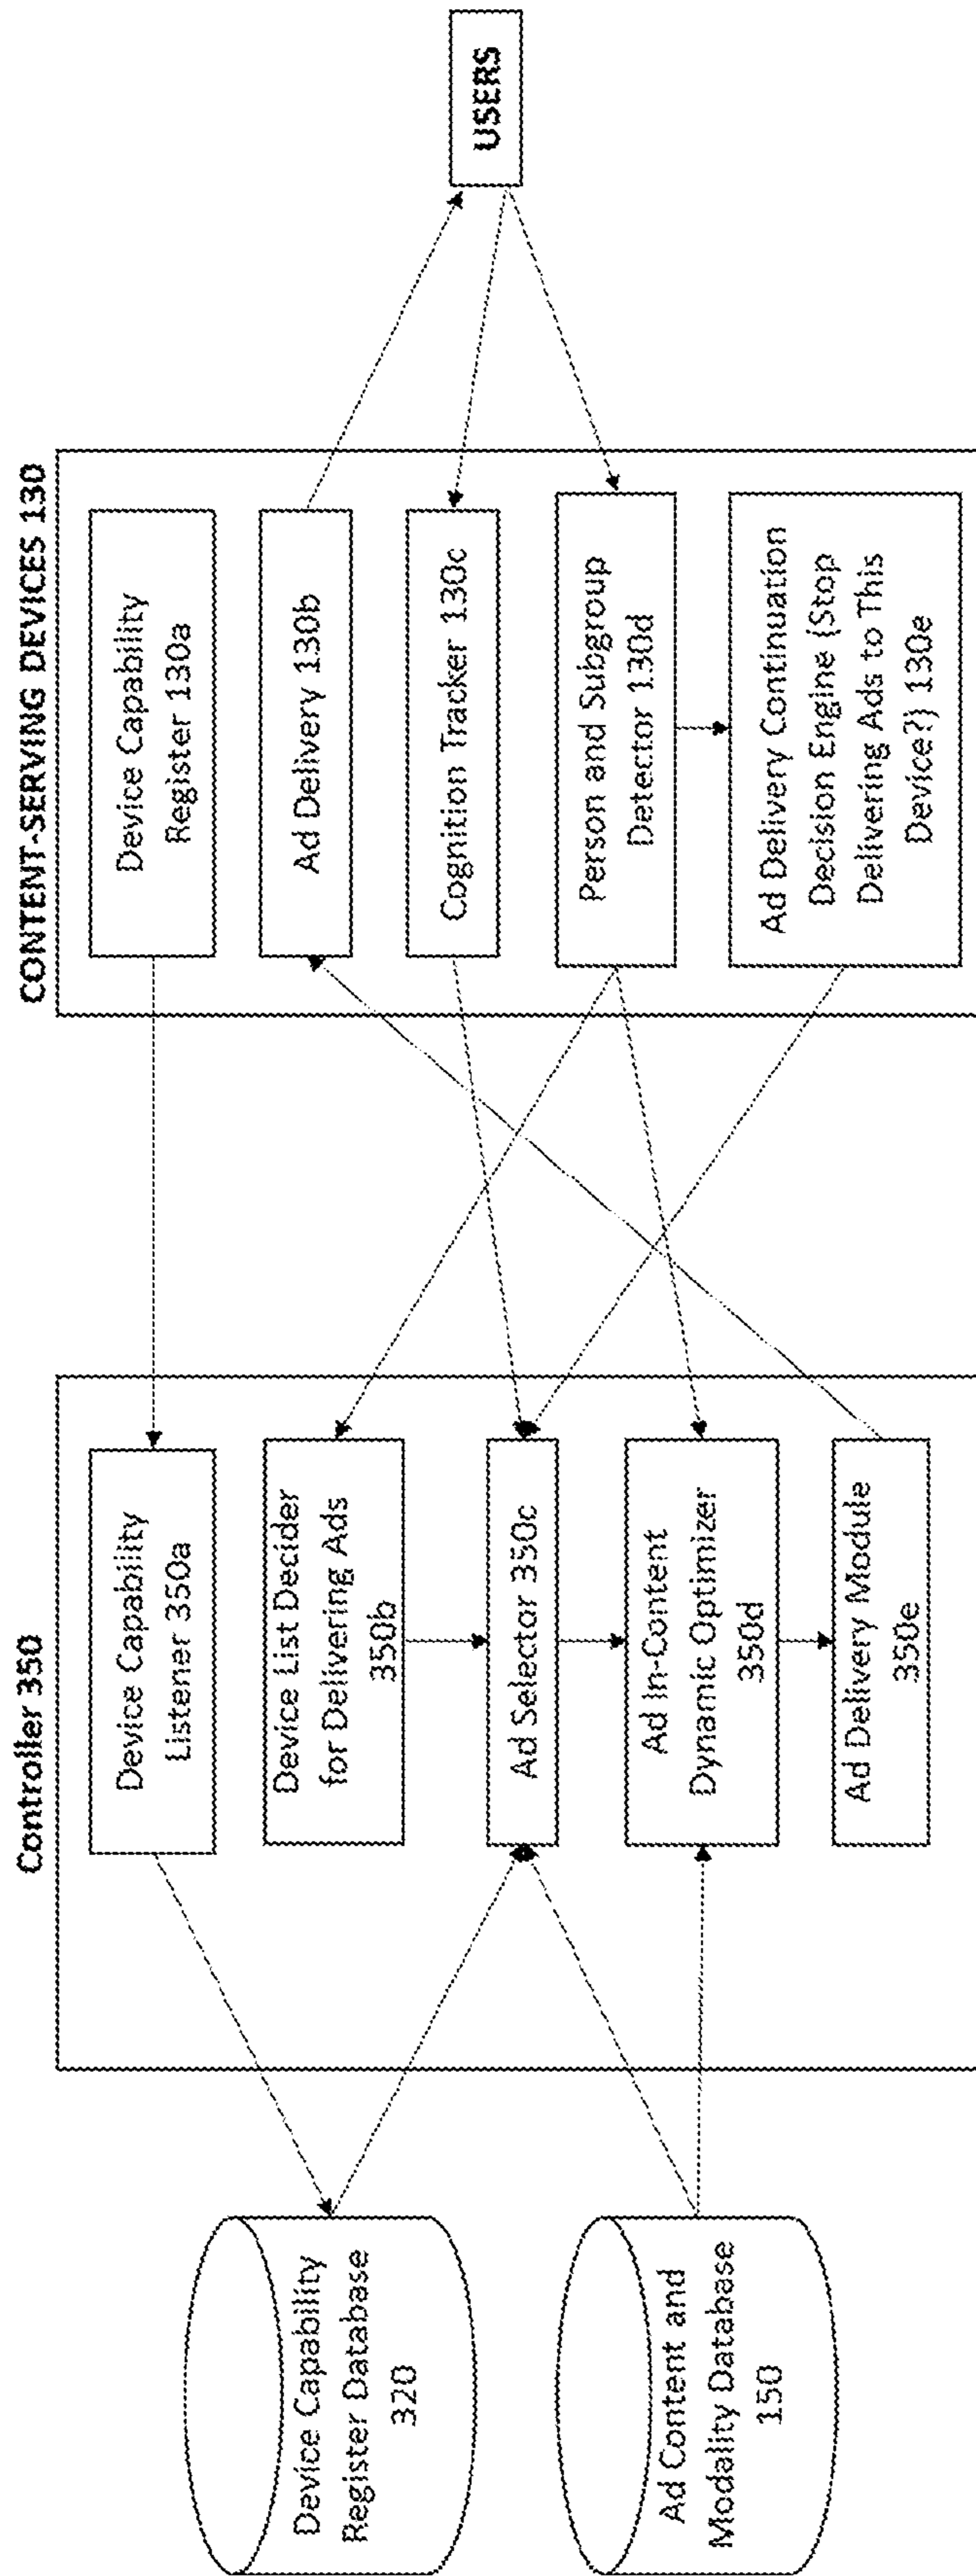 Device Capability
Register Database
320
Ad Content and
Modality Database
150
Controller 350
Device Capability
Listener 350a
Device List Decider
for Delivering Ads
350b
Ad Selector 350c
Ad In-Content
Dynamic Optimizer
350d
Ad Delivery Module
350e
CONTENT-SERVING DEVICES 130
Device Capability
Register 130a
Ad Delivery 130b
Cognition Tracker 130c
Person and Subgroup
Detector 130d
Ad Delivery Continuation
Decision Engine (Stop
Delivering Ads to This
Device?) 130e
USERS